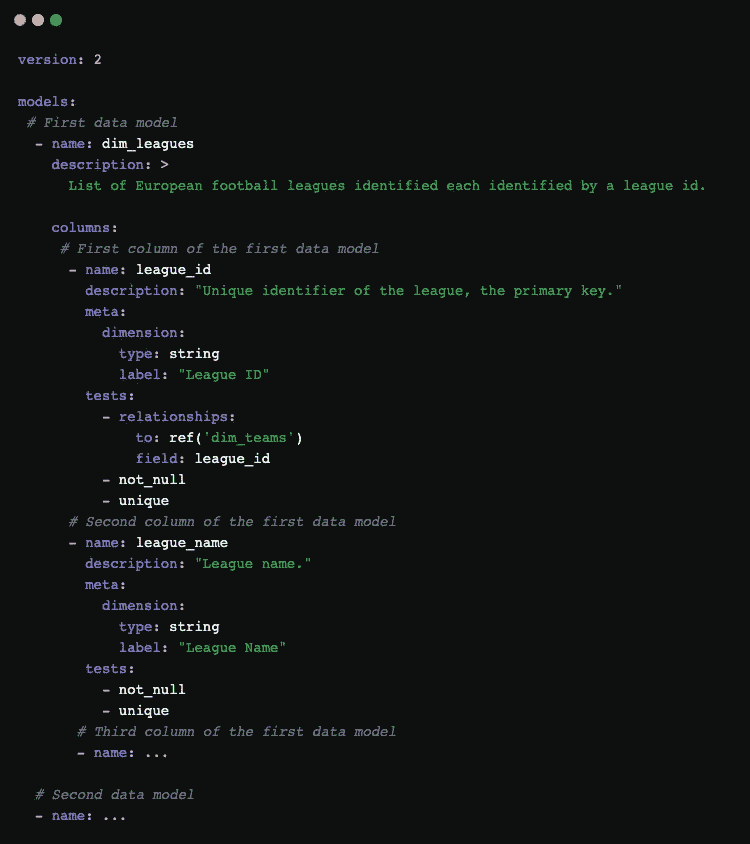 version: 2

models:
 # First data model
  - name: dim_leagues
    description: >
      List of European football leagues identified each identified by a league id.

    columns:
     # First column of the first data model
      - name: league_id
        description: "Unique identifier of the league, the primary key."
        meta:
          dimension:
            type: string
            label: "League ID"
        tests:
          - relationships:
              to: ref('dim_teams')
              field: league_id
          - not_null
          - unique
      # Second column of the first data model
      - name: league_name
        description: "League name."
        meta:
          dimension:
            type: string
            label: "League Name"
        tests:
          - not_null
          - unique
       # Third column of the first data model
       - name: ...

  # Second data model
  - name: ...